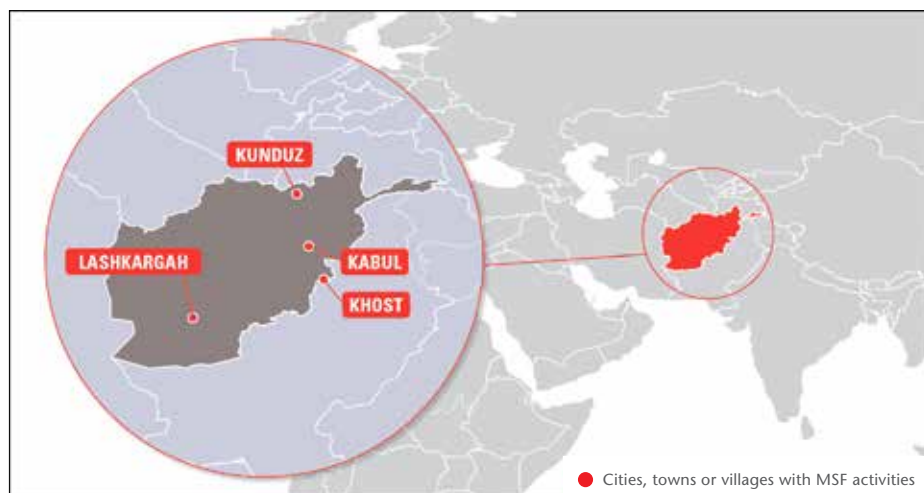 KUNDUZ
LASHKARGAH
KABUL
KHOST
Cities, towns or villages with MSF activities